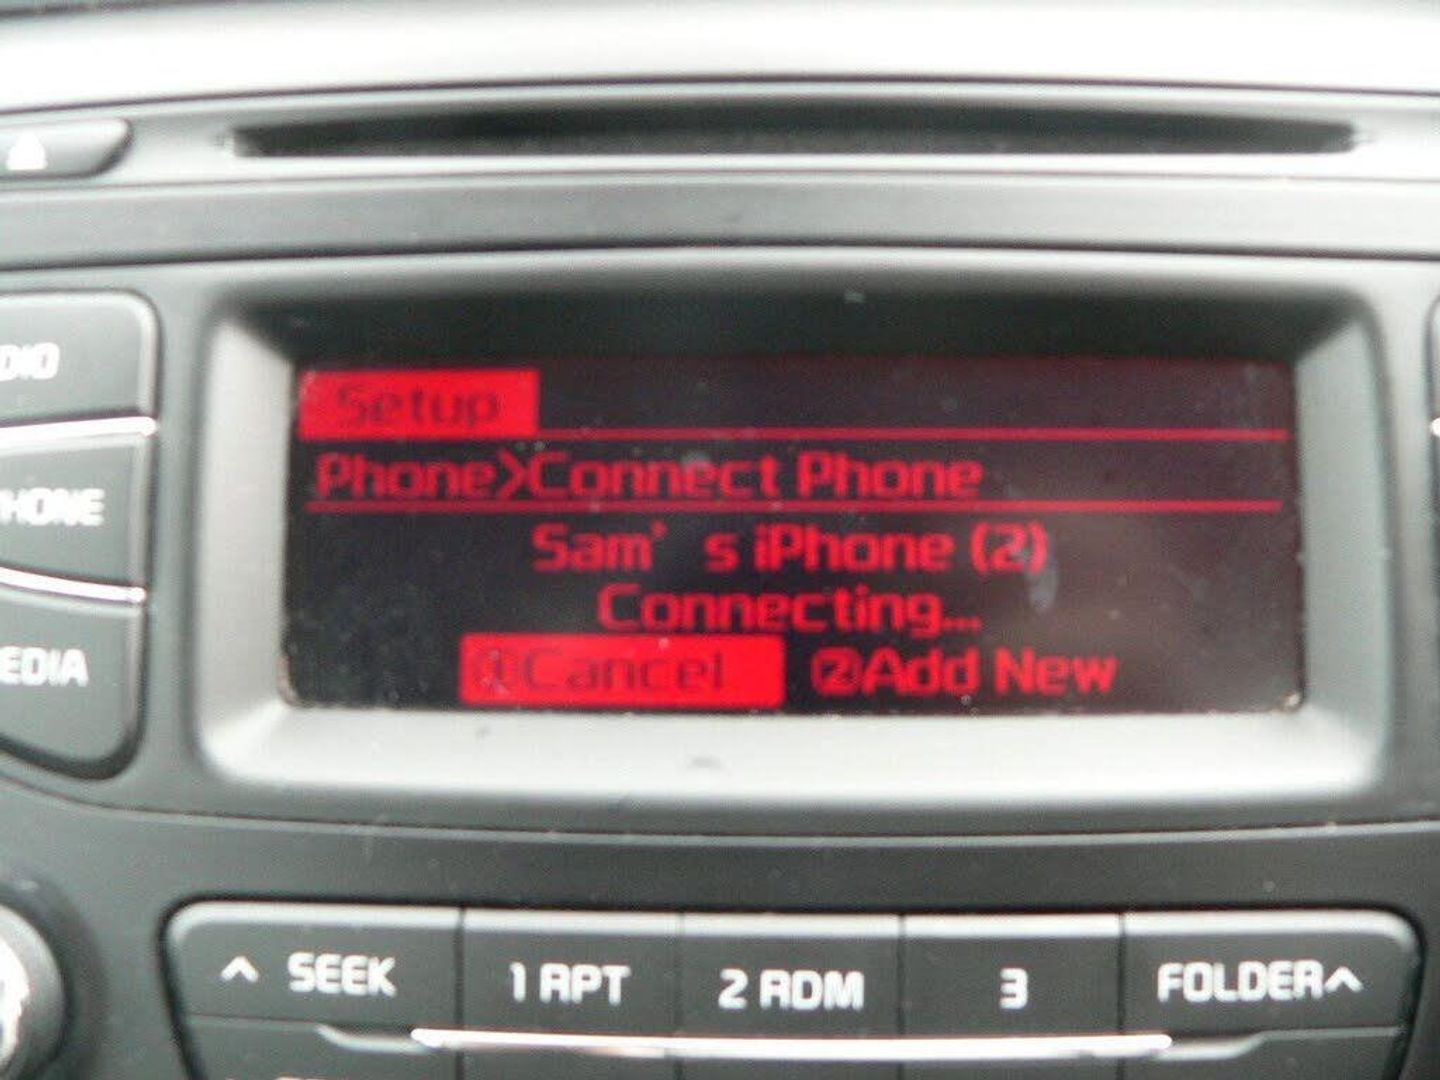 DIO
Setup
Phone>Connect Phone
PHONE
Sam's iPhone (2)
Connecting...
EDIA
1Cancel 2Add New
^ SEEK 1 RPT 2 RDM 3 FOLDER^